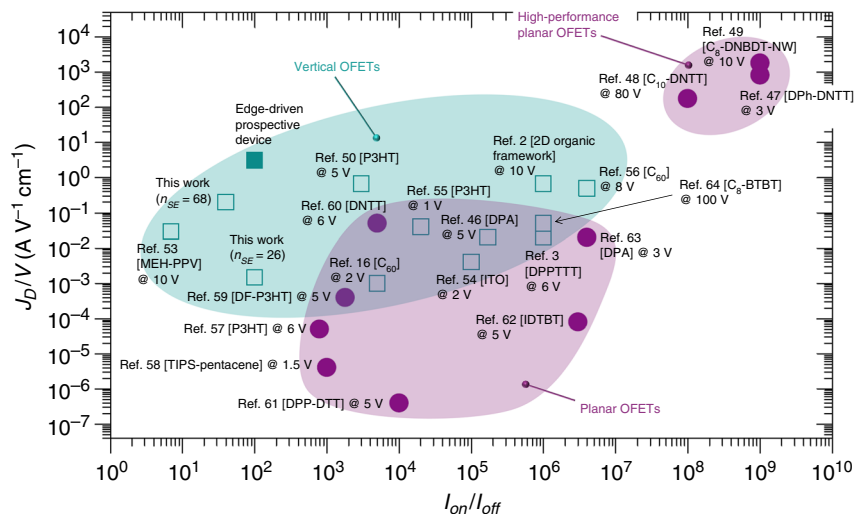 High-performance
planar OFETs
Ref. 49
[C8-DNBDT-NW]
@ 10 V
Ref. 48 [C10-DNTT]
@ 80 V
Ref. 47 [DPh-DNTT]
@ 3 V
Vertical OFETs
Edge-driven
prospective
device
Ref. 50 [P3HT]
@ 5 V
Ref. 2 [2D organic
framework]
@ 10 V
Ref. 56 [C60]
@ 8 V
This work
(nSE = 68)
Ref. 60 [DNTT]
@ 6 V
Ref. 55 [P3HT]
@ 1 V
Ref. 64 [C8-BTBT]
@ 100 V
Ref. 46 [DPA]
@ 5 V
Ref. 53
[MEH-PPV]
@ 10 V
This work
(nSE = 26)
Ref. 16 [C60]
@ 2 V
Ref. 54 [ITO]
@ 2 V
Ref. 3
[DPPTTT]
@ 6 V
Ref. 63
[DPA] @ 3 V
Ref. 59 [DF-P3HT] @ 5 V
Ref. 57 [P3HT] @ 6 V
Ref. 62 [IDTBT]
@ 5 V
Ref. 58 [TIPS-pentacene] @ 1.5 V
Ref. 61 [DPP-DTT] @ 5 V
Planar OFETs
JD/V (A V⁻¹ cm⁻¹)
10⁴
10³
10²
10¹
10⁰
10⁻¹
10⁻²
10⁻³
10⁻⁴
10⁻⁵
10⁻⁶
10⁻⁷
10⁰ 10¹ 10² 10³ 10⁴ 10⁵ 10⁶ 10⁷ 10⁸ 10⁹ 10¹⁰
Ion/Ioff